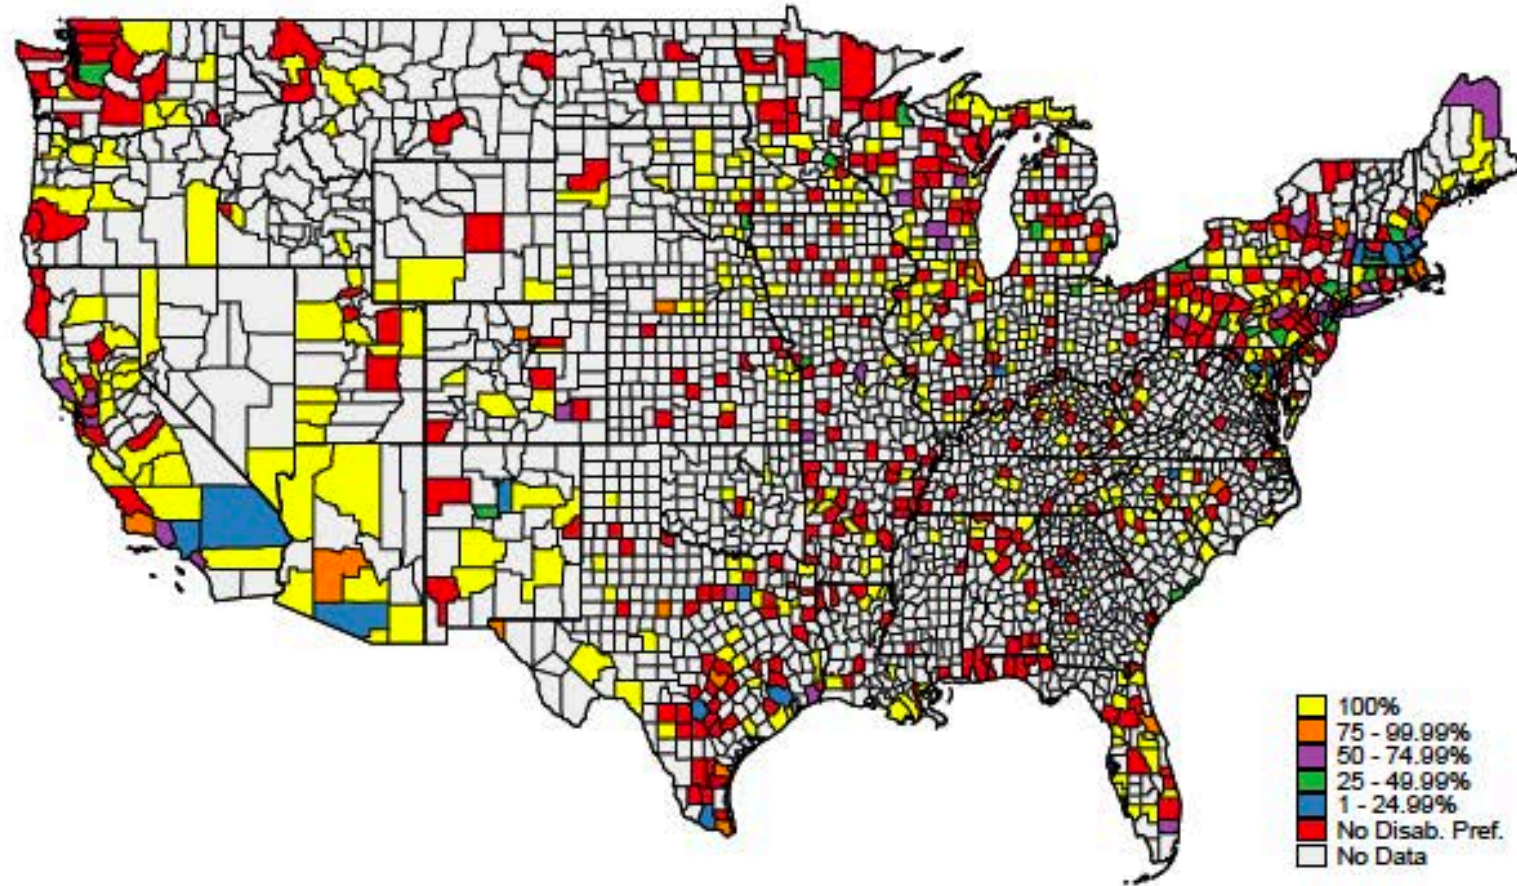 100%
75 - 99.99%
50 - 74.99%
25 - 49.99%
1 - 24.99%
No Disab. Pref.
No Data